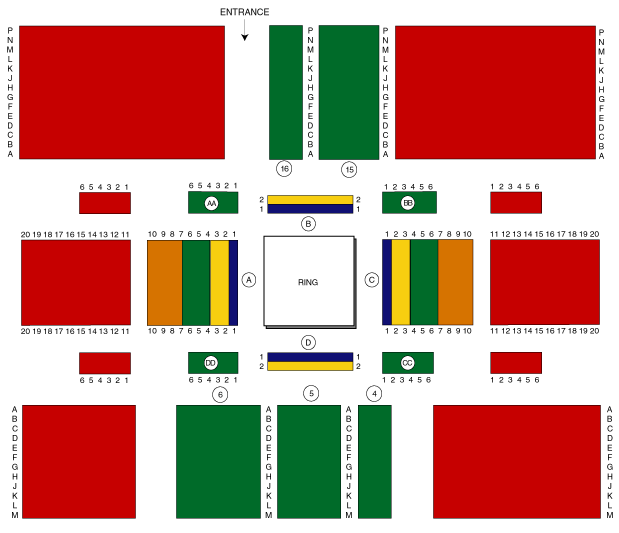 ENTRANCE
P P P P
N N N N
M M M M
L L L L
K K K K
J J J J
H H H H
G G G G
F F F F
E E E E
D D D D
C C C C
B B B B
A A A A
16 15
6 5 4 3 2 1 6 5 4 3 2 1 1 2 3 4 5 6 1 2 3 4 5 6
AA 2 2 BB
1 1
B
20 19 18 17 16 15 14 13 12 11 10 9 8 7 6 5 4 3 2 1 1 2 3 4 5 6 7 8 9 10 11 12 13 14 15 16 17 18 19 20
A RING C
20 19 18 17 16 15 14 13 12 11 10 9 8 7 6 5 4 3 2 1 1 2 3 4 5 6 7 8 9 10 11 12 13 14 15 16 17 18 19 20
D
1 1
DD 2 2 CC
6 5 4 3 2 1 6 5 4 3 2 1 1 2 3 4 5 6 1 2 3 4 5 6
6 5 4
A A A A
B B B B
C C C C
D D D D
E E E E
F F F F
G G G G
H H H H
J J J J
K K K K
L L L L
M M M M